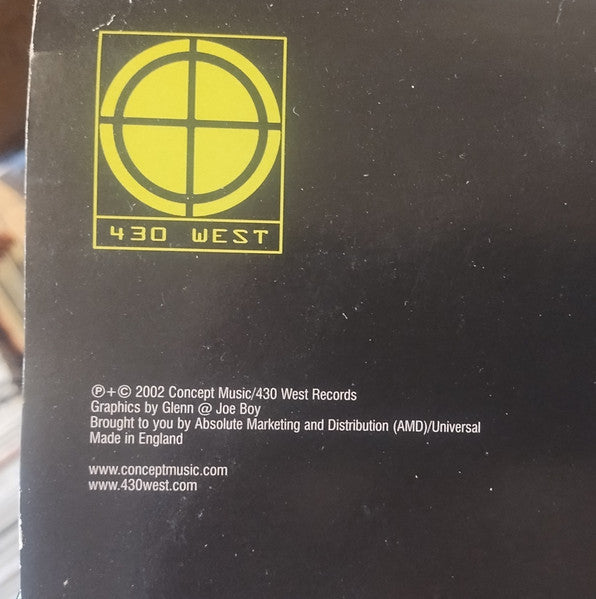 430 WEST
℗+© 2002 Concept Music/430 West Records
Graphics by Glenn @ Joe Boy
Brought to you by Absolute Marketing and Distribution (AMD)/Universal
Made in England
www.conceptmusic.com
www.430west.com